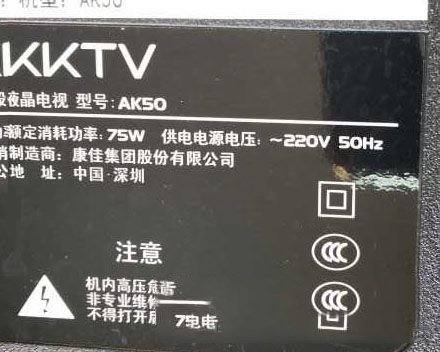 机型：AK50
KKTV
液晶电视 型号：AK50
额定消耗功率：75W 供电电源电压：～220V 50Hz
制造商：康佳集团股份有限公司
地 址：中国·深圳
注意
机内高压危
非专业维
不得打开